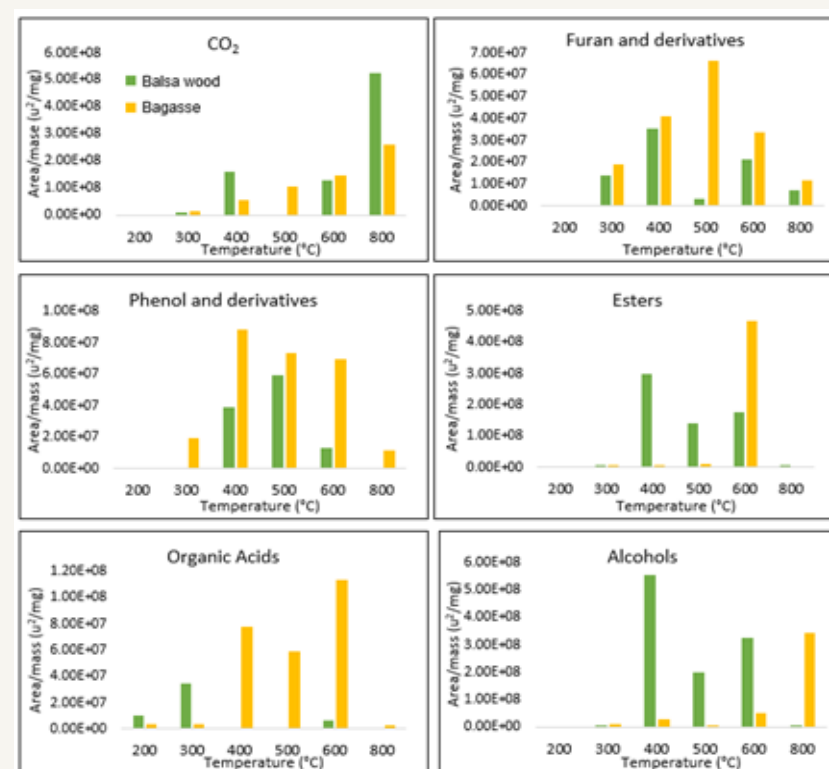 CO₂
6.00E+08
5.00E+08
4.00E+08
3.00E+08
2.00E+08
1.00E+08
0.00E+00
Area/mase (u²/mg)
Balsa wood
Bagasse
200 300 400 500 600 800
Temperature (°C)
Furan and derivatives
7.00E+07
6.00E+07
5.00E+07
4.00E+07
3.00E+07
2.00E+07
1.00E+07
0.00E+00
Area/mass (u²/mg)
200 300 400 500 600 800
Temperature (°C)
Phenol and derivatives
1.00E+08
8.00E+07
6.00E+07
4.00E+07
2.00E+07
0.00E+00
Area/mass (u²/mg)
200 300 400 500 600 800
Temperature (°C)
Esters
5.00E+08
4.00E+08
3.00E+08
2.00E+08
1.00E+08
0.00E+00
Area/mass (u²/mg)
200 300 400 500 600 800
Temperature (°C)
Organic Acids
1.20E+08
1.00E+08
8.00E+07
6.00E+07
4.00E+07
2.00E+07
0.00E+00
Area/mass (u²/mg)
200 300 400 500 600 800
Temperature (°C)
Alcohols
6.00E+08
5.00E+08
4.00E+08
3.00E+08
2.00E+08
1.00E+08
0.00E+00
Area/mass (u²/mg)
200 300 400 500 600 800
Temperature (°C)